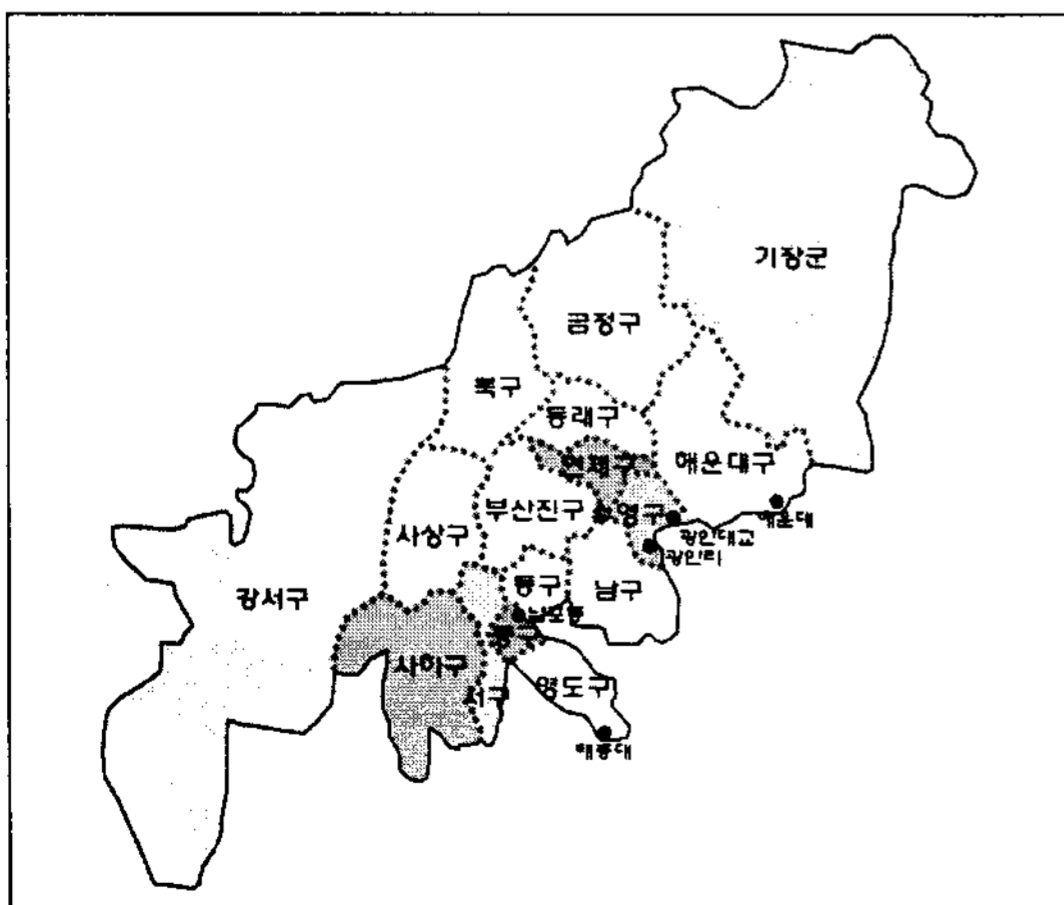 기장군
금정구
북구
동래구
연제구
해운대구
해운대
수영구
광안대교
광안리
부산진구
사상구
동구
남구
강서구
남포동
중구
사하구
서구
영도구
태종대